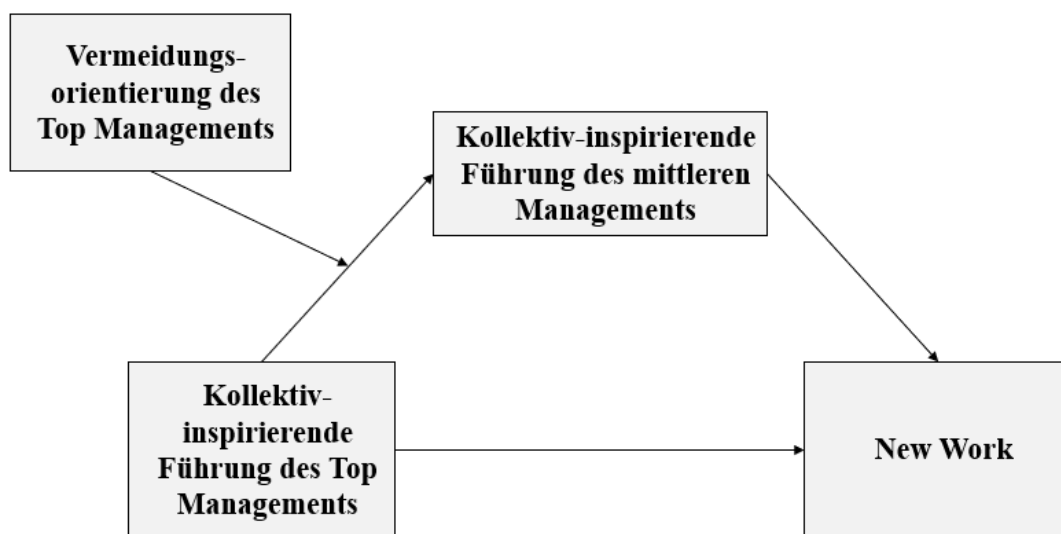 Vermeidungs-
orientierung des
Top Managements
Kollektiv-inspirierende
Führung des mittleren
Managements
Kollektiv-
inspirierende
Führung des Top
Managements
New Work